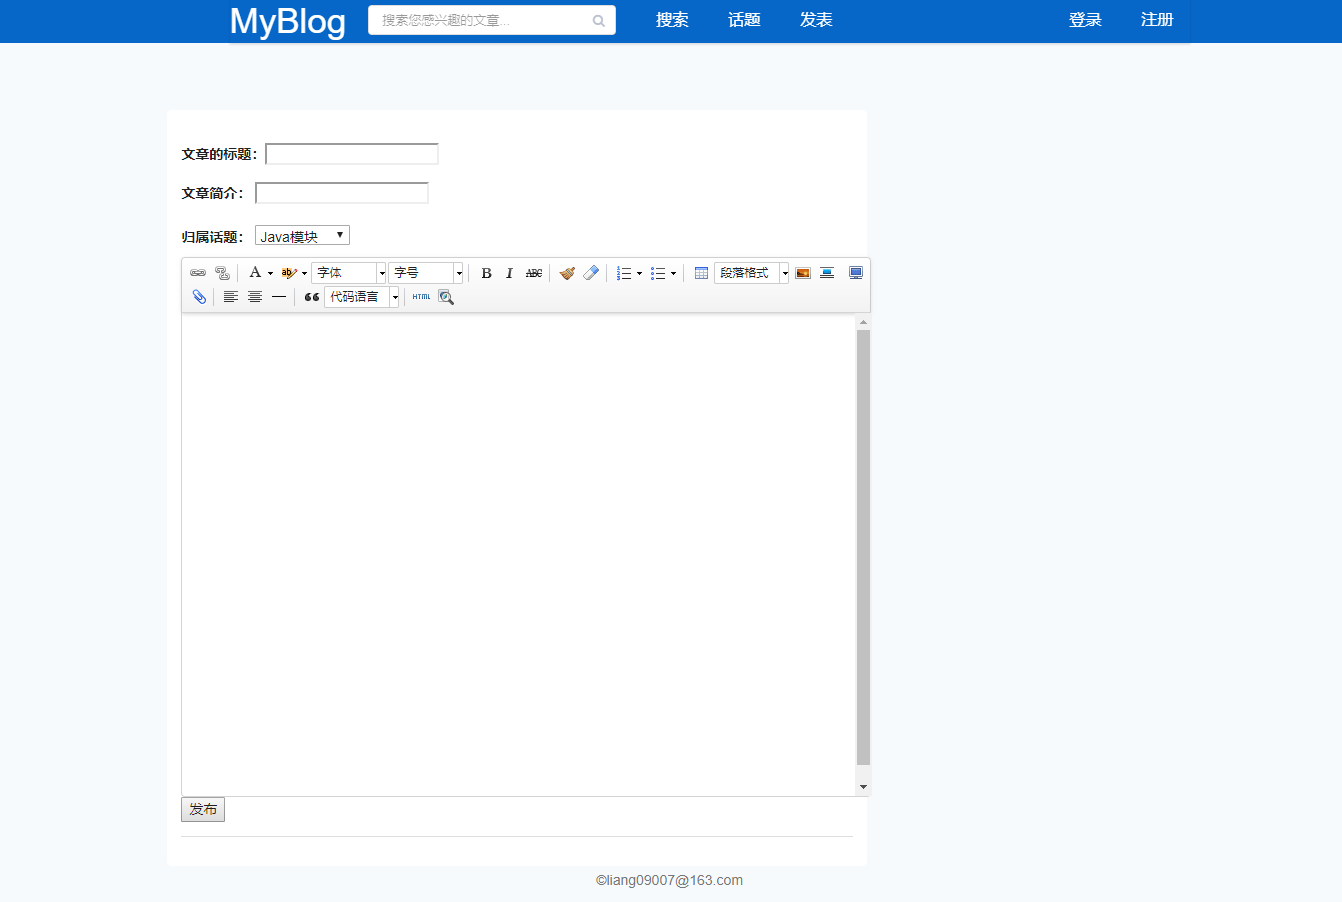 MyBlog 搜索您感兴趣的文章... 搜索 话题 发表 登录 注册
文章的标题：
文章简介：
归属话题： Java模块
A ab 字体 字号 B I ABC 段落格式
代码语言 HTML
发布
©liang09007@163.com